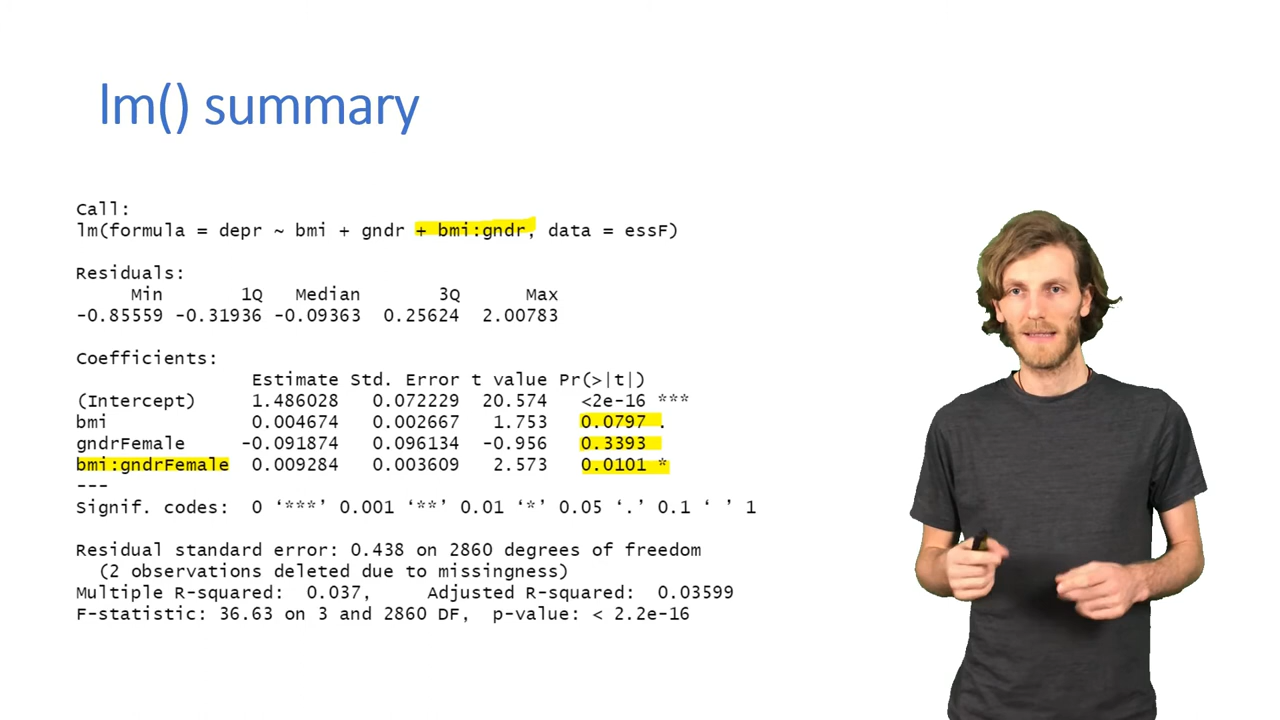 lm() summary
Call:
lm(formula = depr ~ bmi + gndr + bmi:gndr, data = essF)
Residuals:
Min 1Q Median 3Q Max
-0.85559 -0.31936 -0.09363 0.25624 2.00783
Coefficients:
Estimate Std. Error t value Pr(>|t|)
(Intercept) 1.486028 0.072229 20.574 <2e-16 ***
bmi 0.004674 0.002667 1.753 0.0797 .
gndrFemale -0.091874 0.096134 -0.956 0.3393
bmi:gndrFemale 0.009284 0.003609 2.573 0.0101 *
---
Signif. codes: 0 ‘***’ 0.001 ‘**’ 0.01 ‘*’ 0.05 ‘.’ 0.1 ‘ ’ 1
Residual standard error: 0.438 on 2860 degrees of freedom
(2 observations deleted due to missingness)
Multiple R-squared: 0.037, Adjusted R-squared: 0.03599
F-statistic: 36.63 on 3 and 2860 DF, p-value: < 2.2e-16